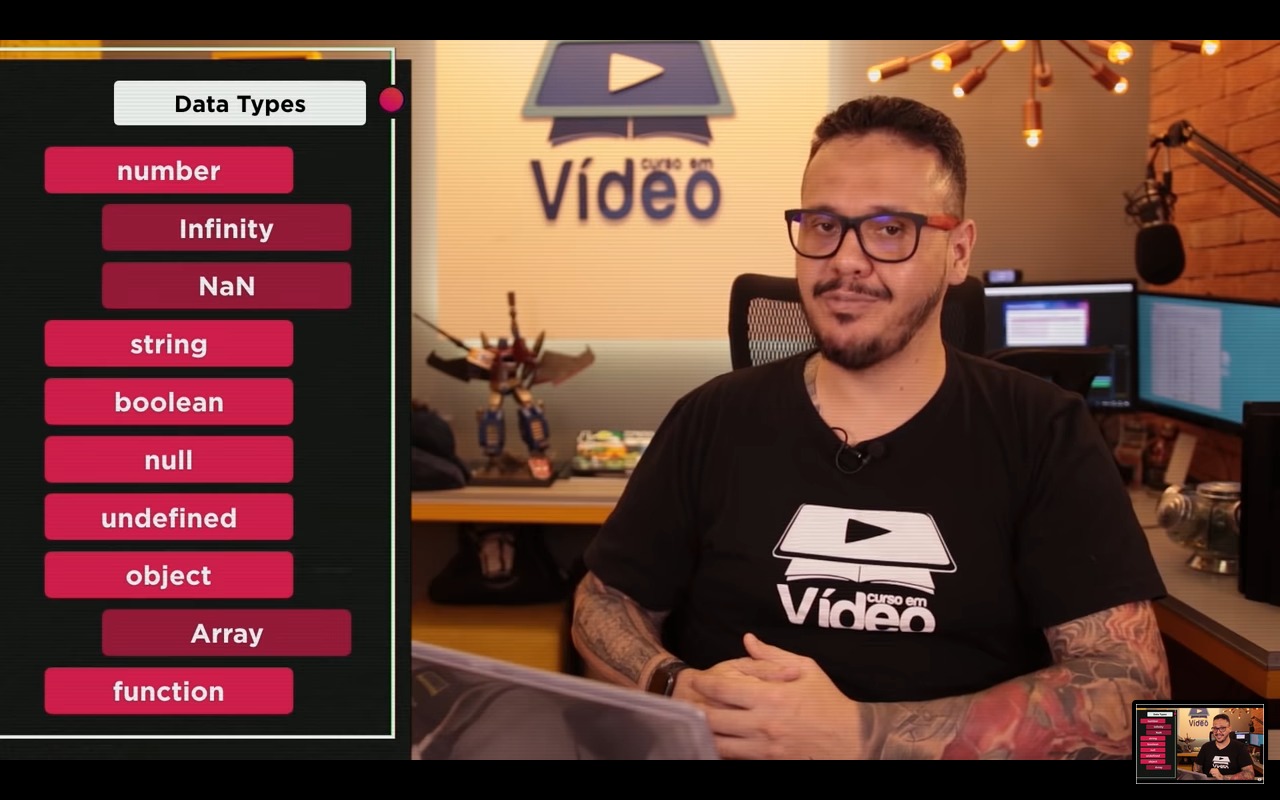 Data Types
number
Infinity
NaN
string
boolean
null
undefined
object
Array
function
curso em
Vídeo
curso em
Vídeo